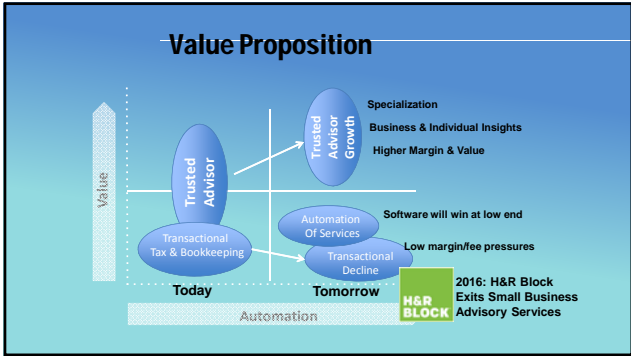 Value Proposition
Specialization
Business & Individual Insights
Higher Margin & Value
Trusted
Advisor
Growth
Trusted
Advisor
Value
Transactional
Tax & Bookkeeping
Automation
Of Services
Software will win at low end
Transactional
Decline
Low margin/fee pressures
Today
Tomorrow
H&R
BLOCK
2016: H&R Block
Exits Small Business
Advisory Services
Automation